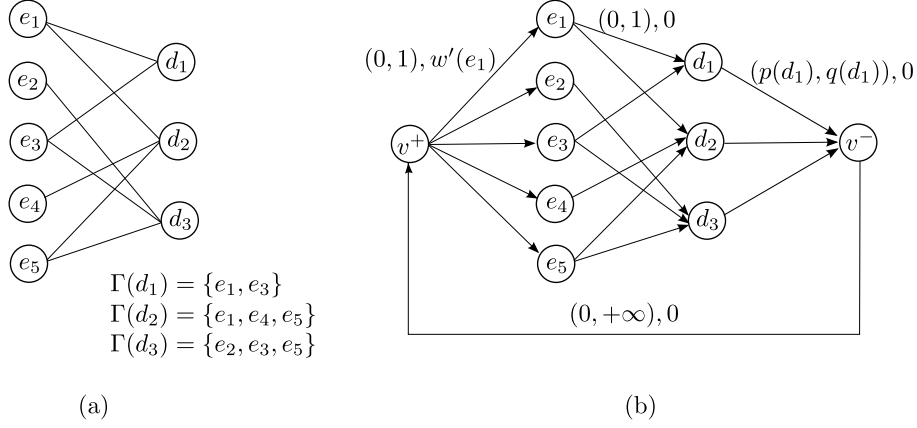 e₁
e₂
e₃
e₄
e₅
d₁
d₂
d₃
Γ(d₁) = {e₁, e₃}
Γ(d₂) = {e₁, e₄, e₅}
Γ(d₃) = {e₂, e₃, e₅}
(a)
(0, 1), w′(e₁)
(0, 1), 0
(p(d₁), q(d₁)), 0
v⁺
e₁
e₂
e₃
e₄
e₅
d₁
d₂
d₃
v⁻
(0, +∞), 0
(b)